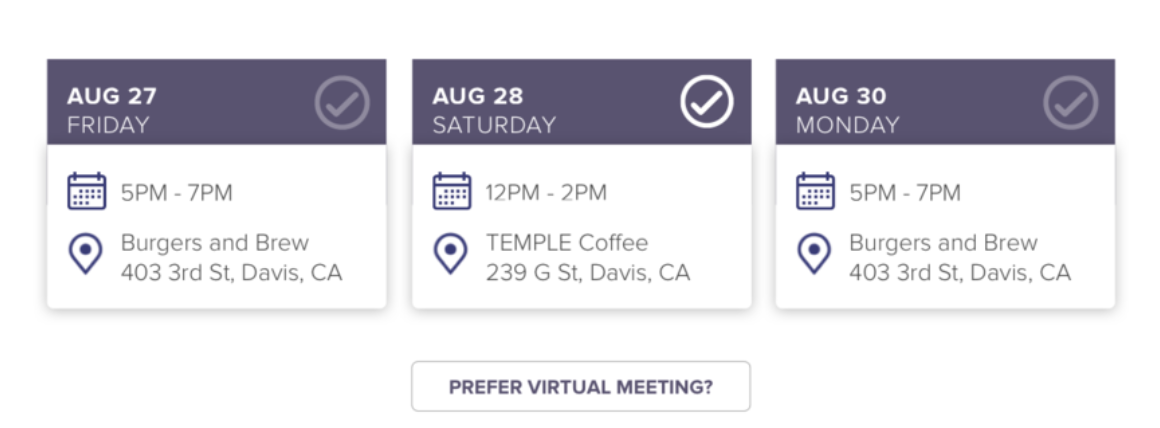 AUG 27
FRIDAY
5PM - 7PM
Burgers and Brew
403 3rd St, Davis, CA
AUG 28
SATURDAY
12PM - 2PM
TEMPLE Coffee
239 G St, Davis, CA
AUG 30
MONDAY
5PM - 7PM
Burgers and Brew
403 3rd St, Davis, CA
PREFER VIRTUAL MEETING?